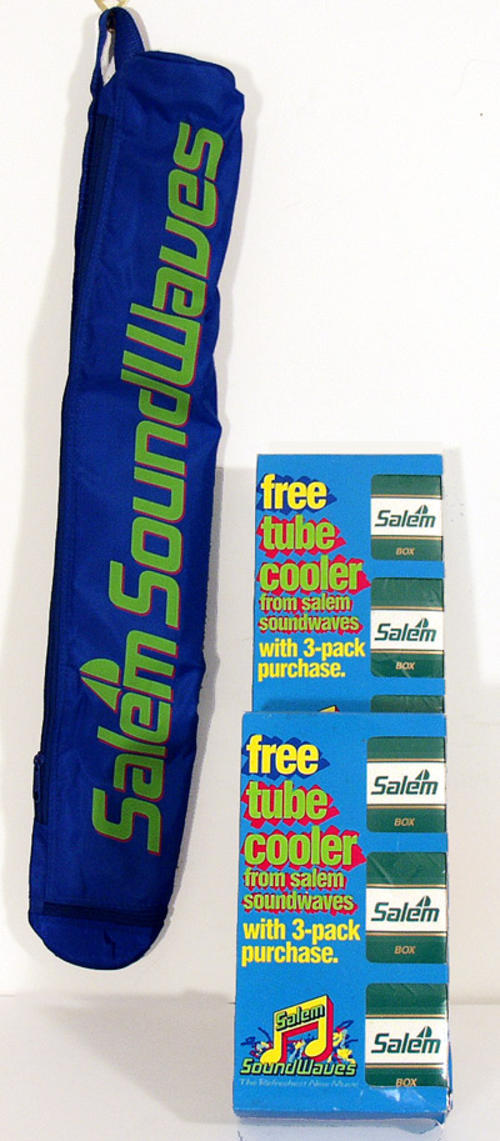 Salem SoundWaves
free
tube
cooler
from salem
soundwaves
with 3-pack
purchase.
Salem
BOX
Salem
BOX
free
tube
cooler
from salem
soundwaves
with 3-pack
purchase.
Salem
BOX
Salem
BOX
Salem
BOX
Salem
SoundWaves
The Refreshest New Music